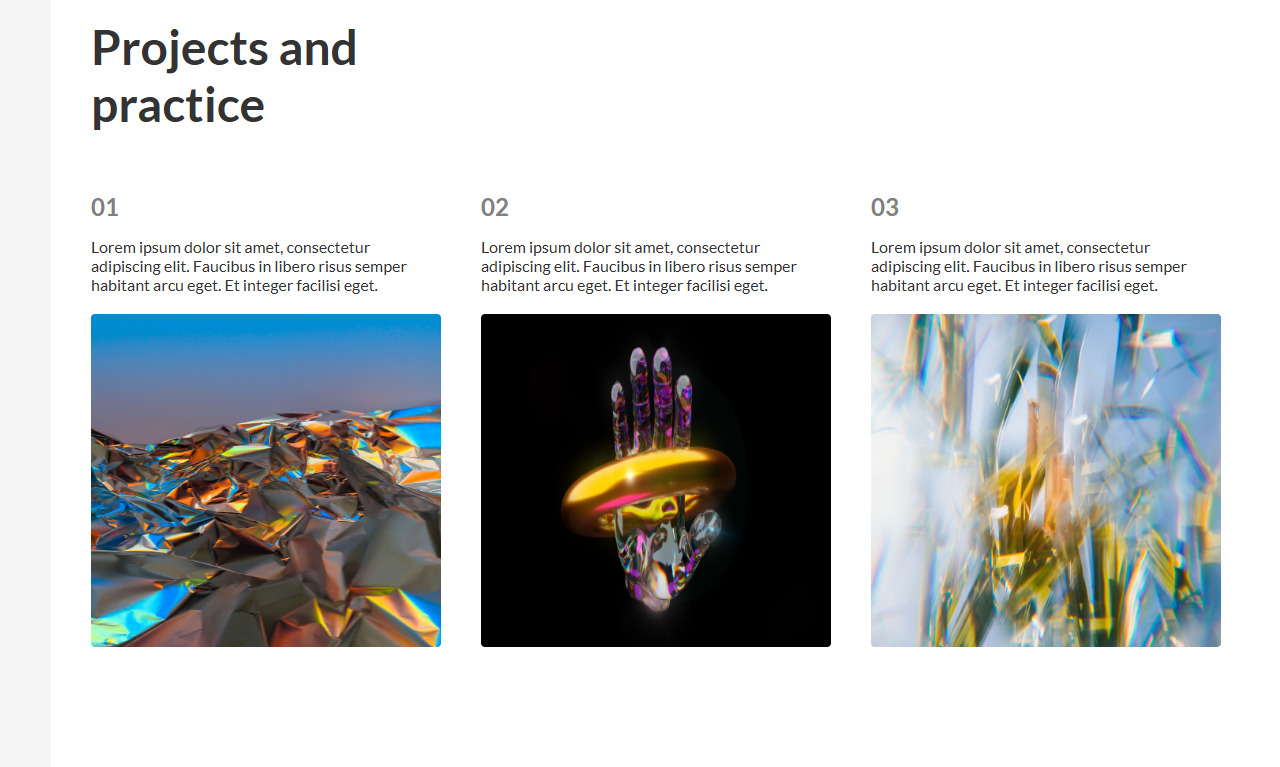 Projects and
practice
01
Lorem ipsum dolor sit amet, consectetur
adipiscing elit. Faucibus in libero risus semper
habitant arcu eget. Et integer facilisi eget.
02
Lorem ipsum dolor sit amet, consectetur
adipiscing elit. Faucibus in libero risus semper
habitant arcu eget. Et integer facilisi eget.
03
Lorem ipsum dolor sit amet, consectetur
adipiscing elit. Faucibus in libero risus semper
habitant arcu eget. Et integer facilisi eget.